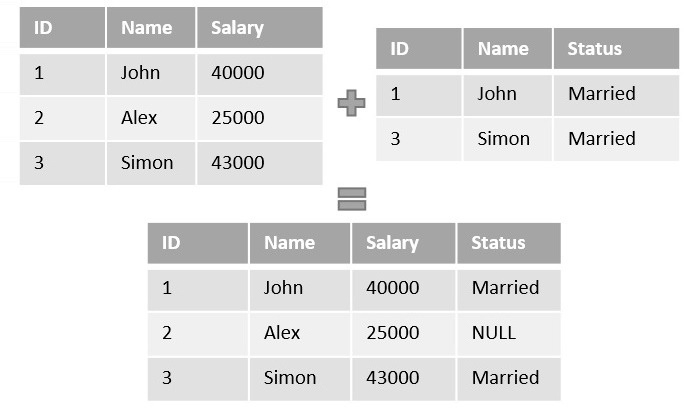 ID Name Salary
1 John 40000
2 Alex 25000
3 Simon 43000
ID Name Status
1 John Married
3 Simon Married
ID Name Salary Status
1 John 40000 Married
2 Alex 25000 NULL
3 Simon 43000 Married